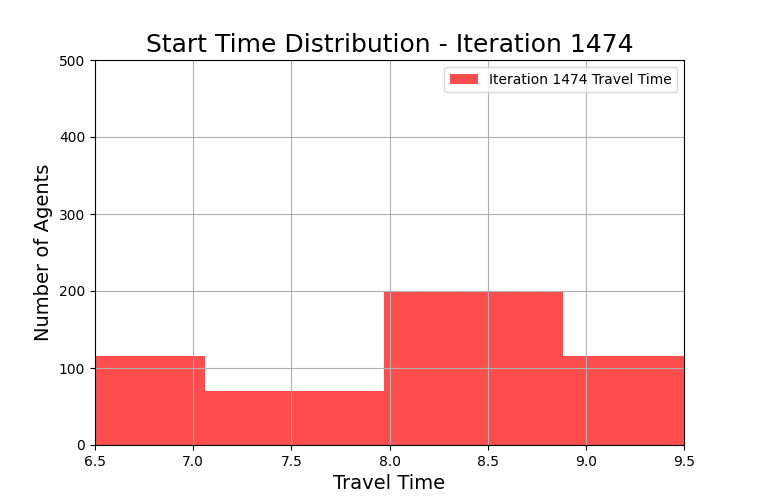 Start Time Distribution - Iteration 1474
Iteration 1474 Travel Time
Number of Agents
500
400
300
200
100
0
6.5 7.0 7.5 8.0 8.5 9.0 9.5
Travel Time